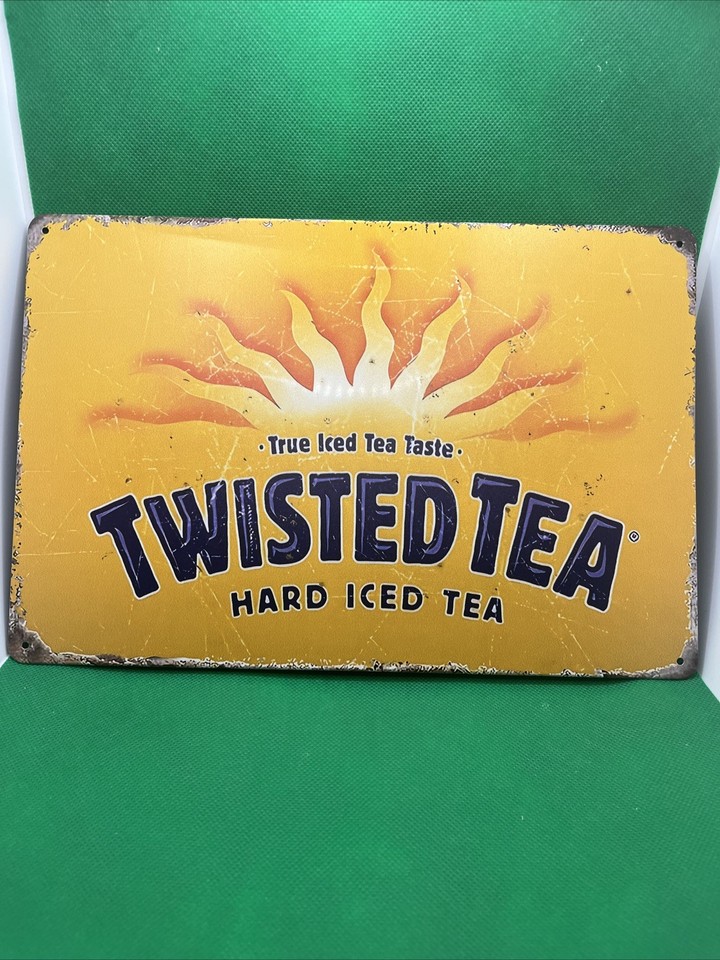 ·True Iced Tea Taste·
TWISTED TEA®
HARD ICED TEA